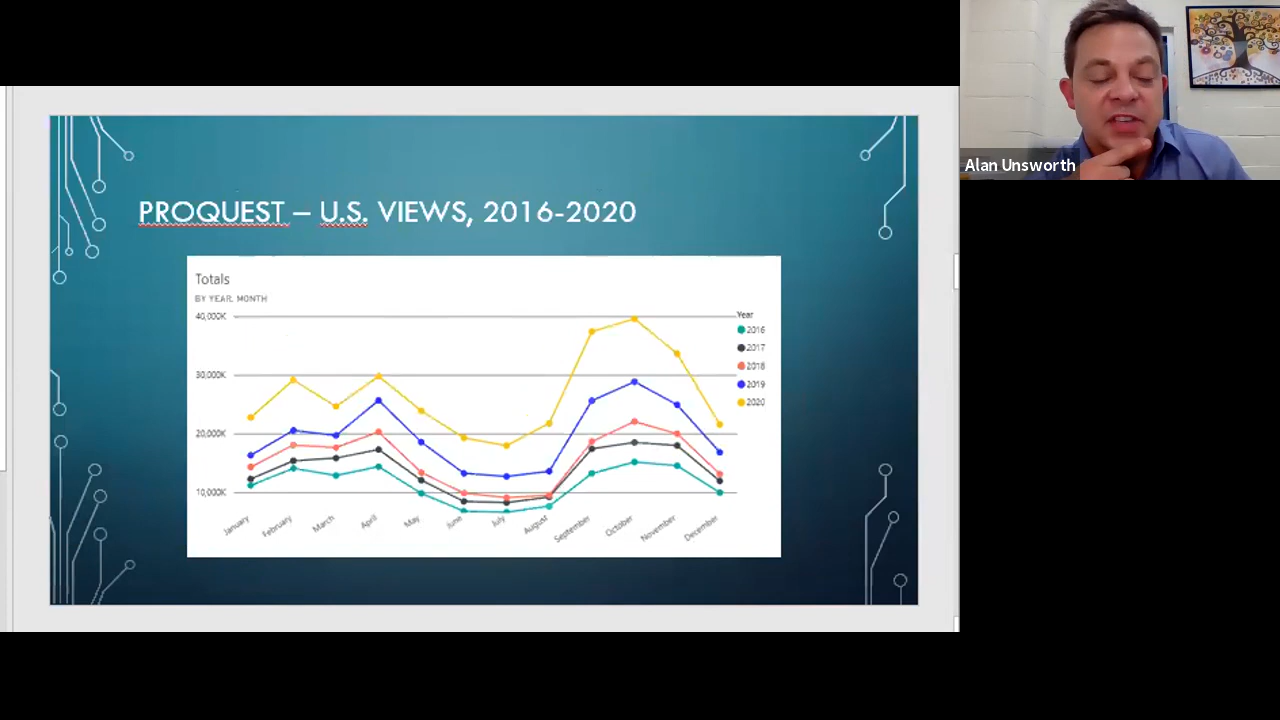 Alan Unsworth
PROQUEST – U.S. VIEWS, 2016-2020
Totals
BY YEAR, MONTH
40,000K
30,000K
20,000K
10,000K
January
February
March
April
May
June
July
August
September
October
November
December
Year
2016
2017
2018
2019
2020